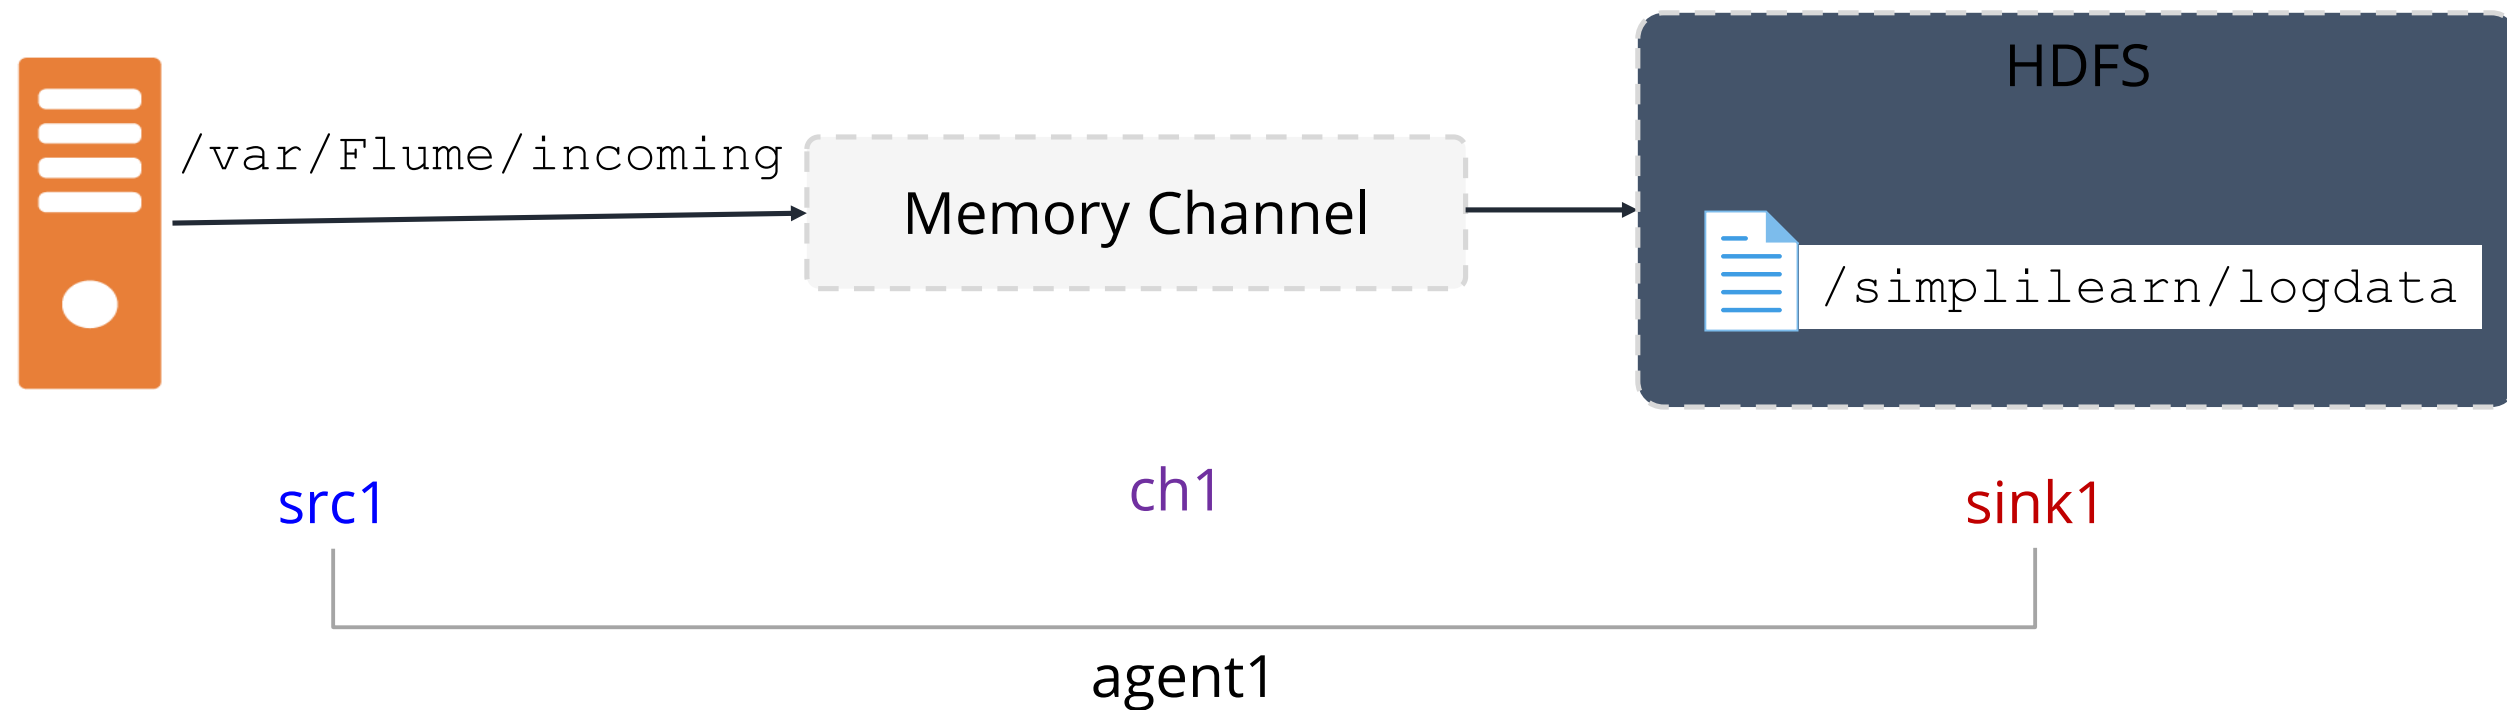 HDFS
/var/Flume/incoming
Memory Channel
/simplilearn/logdata
src1
ch1
sink1
agent1